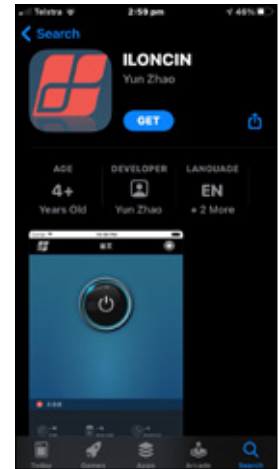 Telstra 2:59 pm 46%
Search
ILONCIN
Yun Zhao
GET
AGE DEVELOPER LANGUAGE
4+ EN
Years Old Yun Zhao + 2 More
Today Games Apps Arcade Search